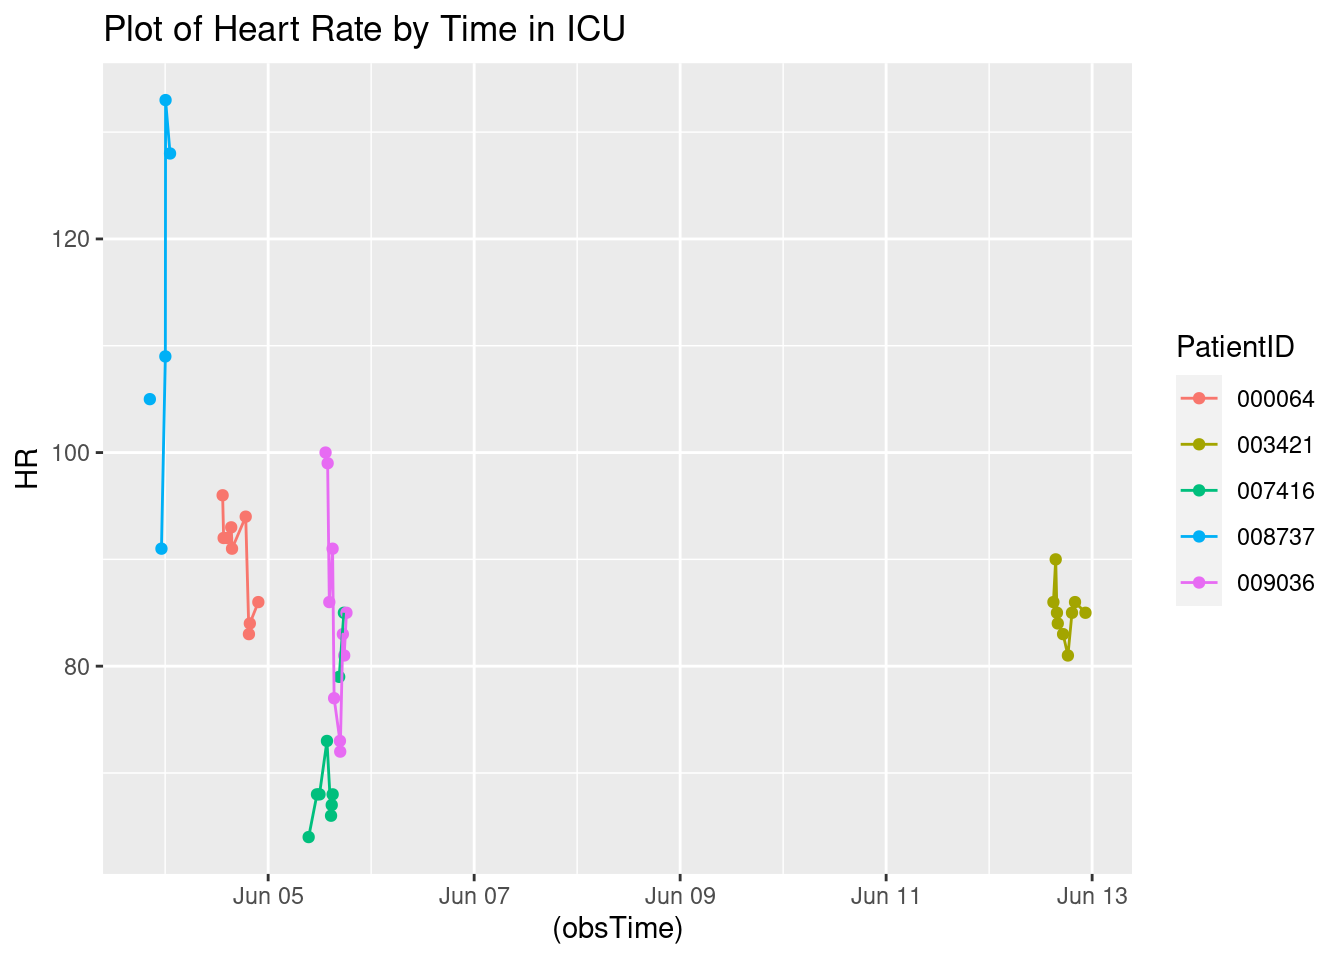 Plot of Heart Rate by Time in ICU
120
100
80
HR
Jun 05
Jun 07
Jun 09
Jun 11
Jun 13
(obsTime)
PatientID
000064
003421
007416
008737
009036